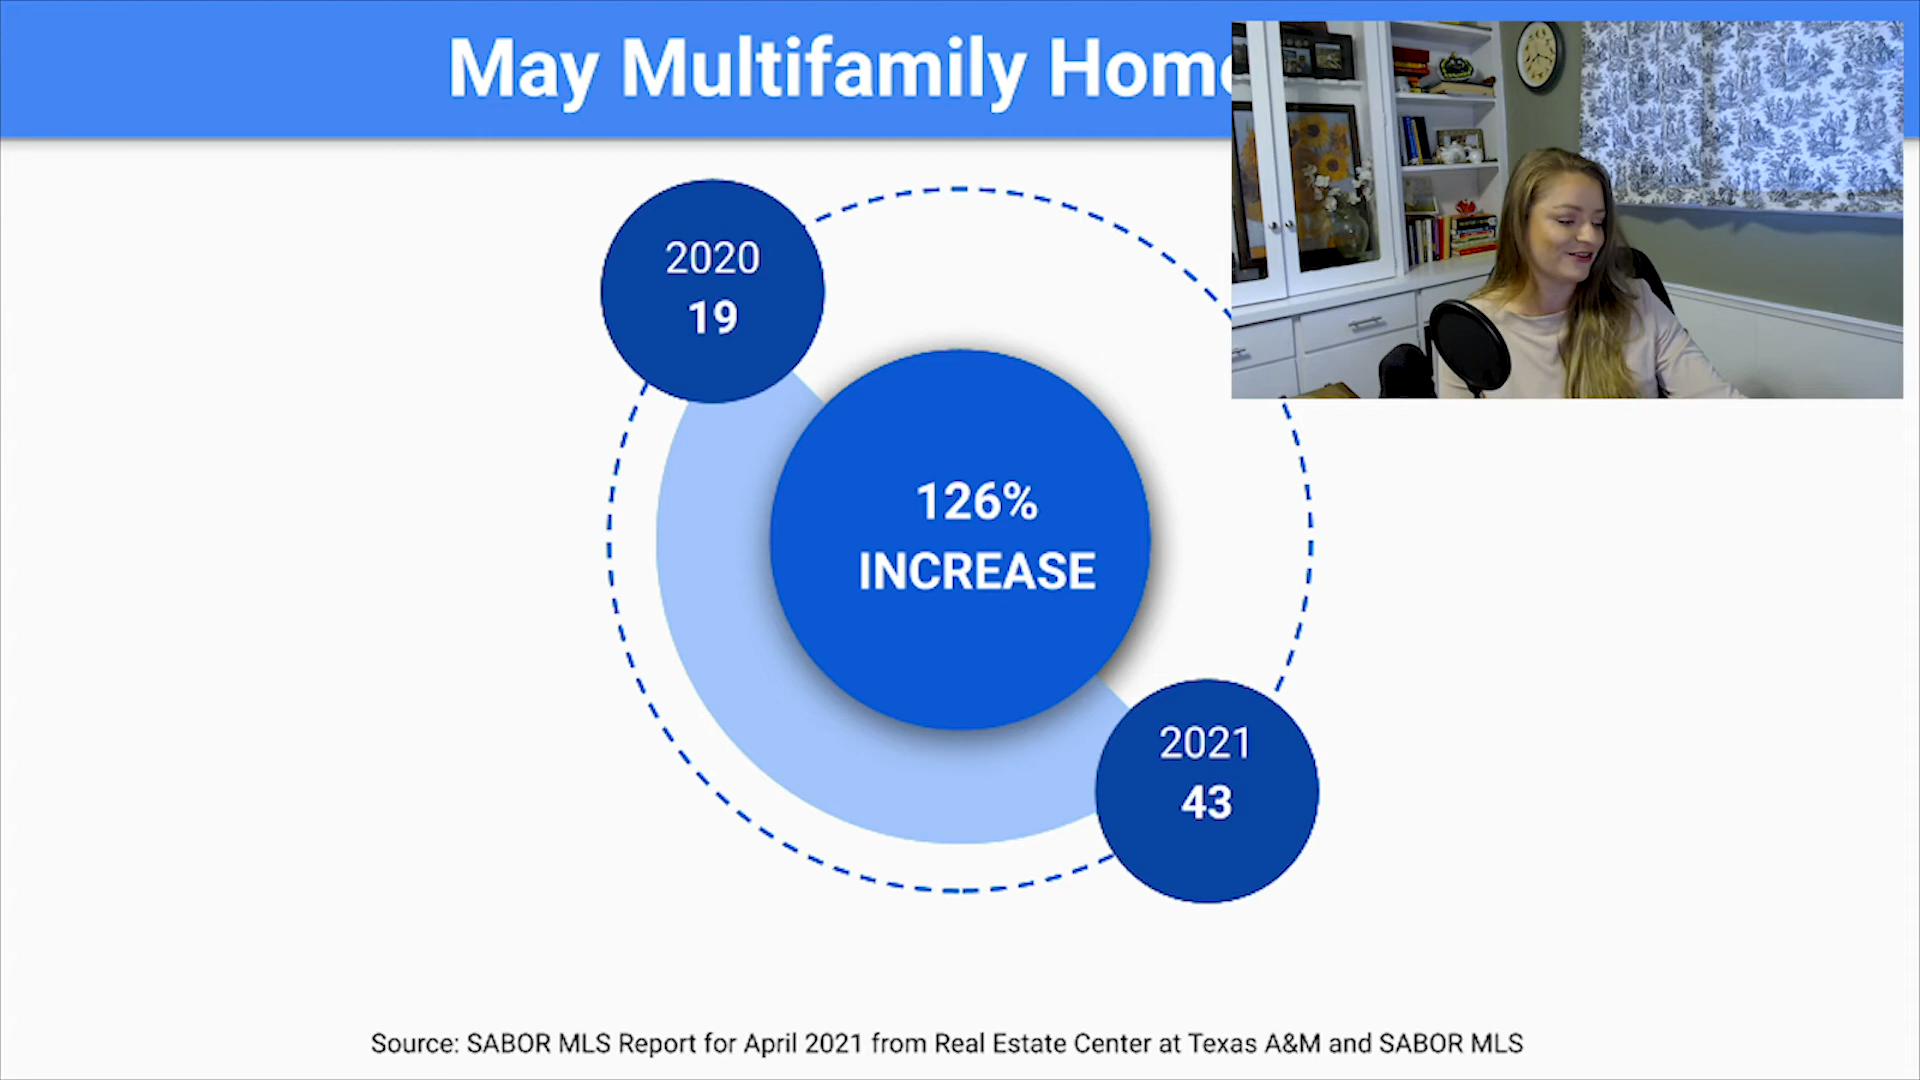 May Multifamily Home
2020
19
126%
INCREASE
2021
43
Source: SABOR MLS Report for April 2021 from Real Estate Center at Texas A&M and SABOR MLS